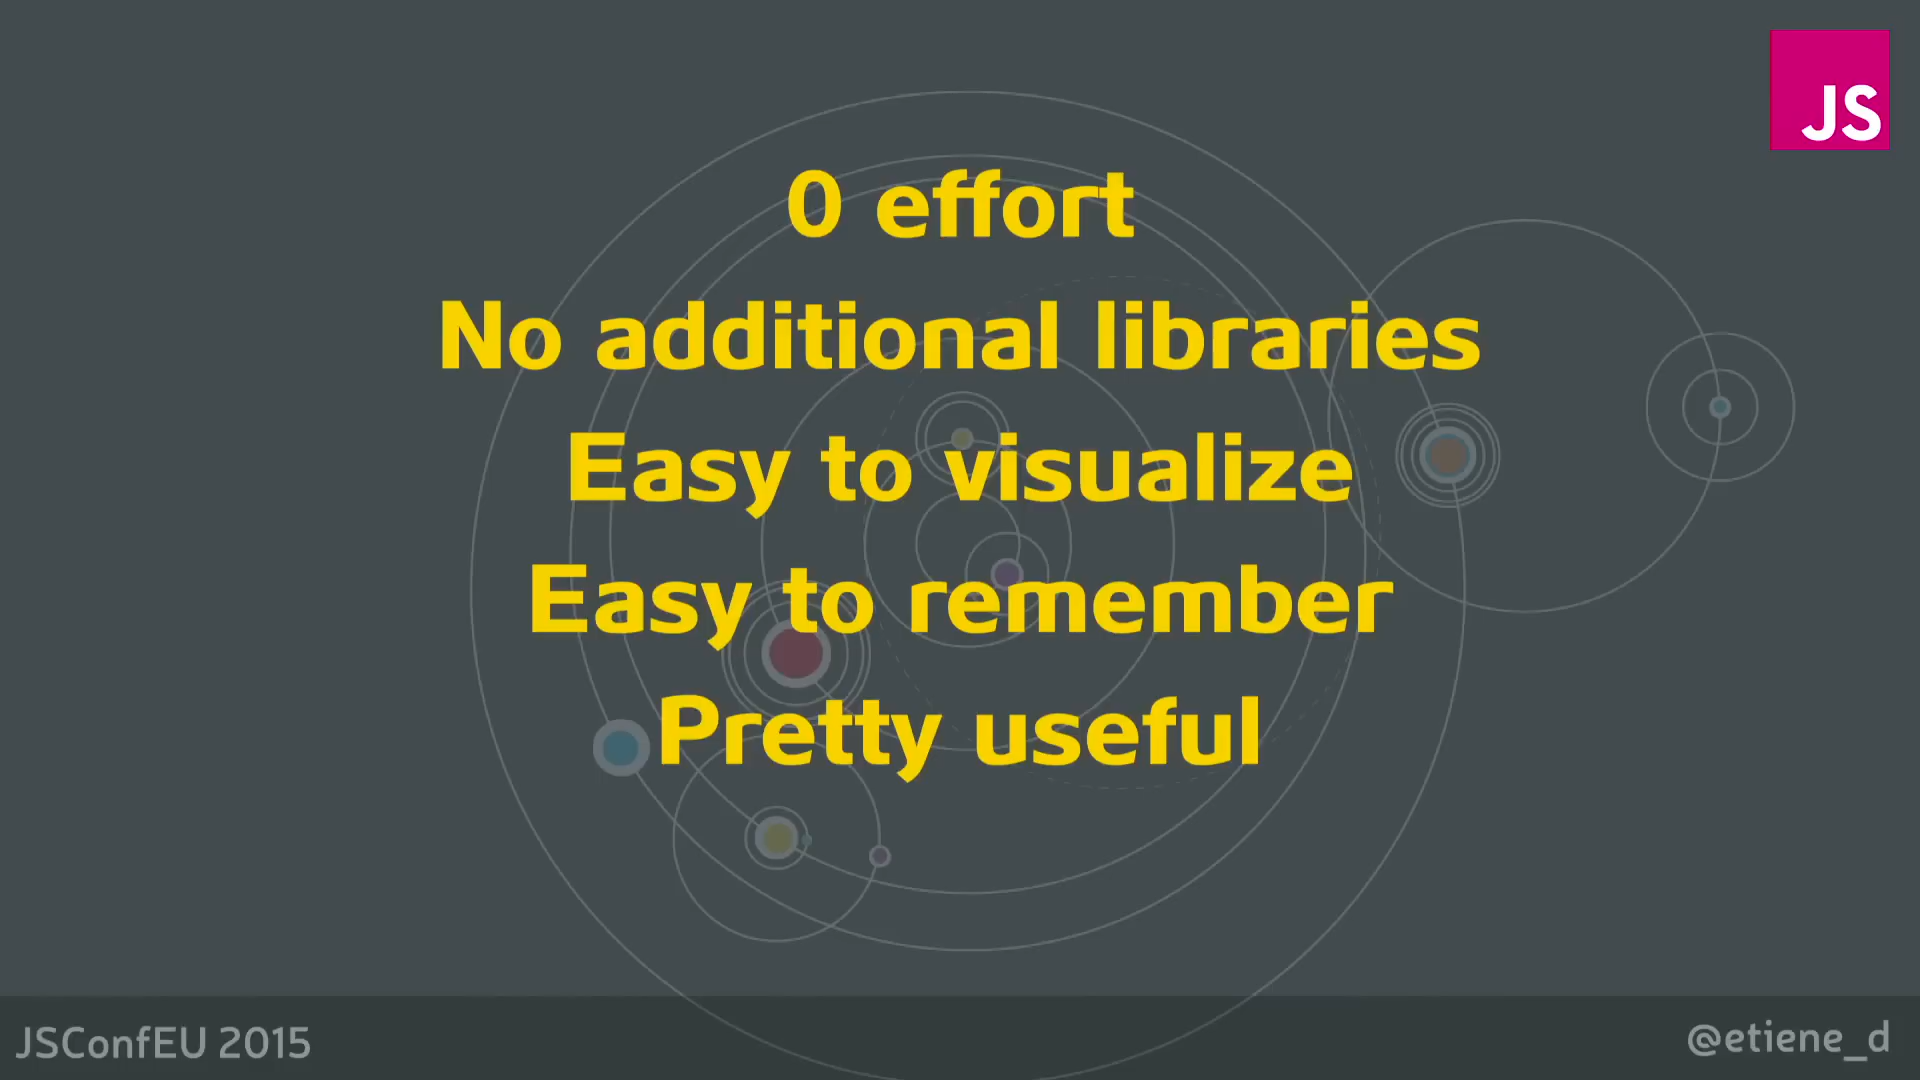 JS
0 effort
No additional libraries
Easy to visualize
Easy to remember
Pretty useful
JSConfEU 2015
@etiene_d